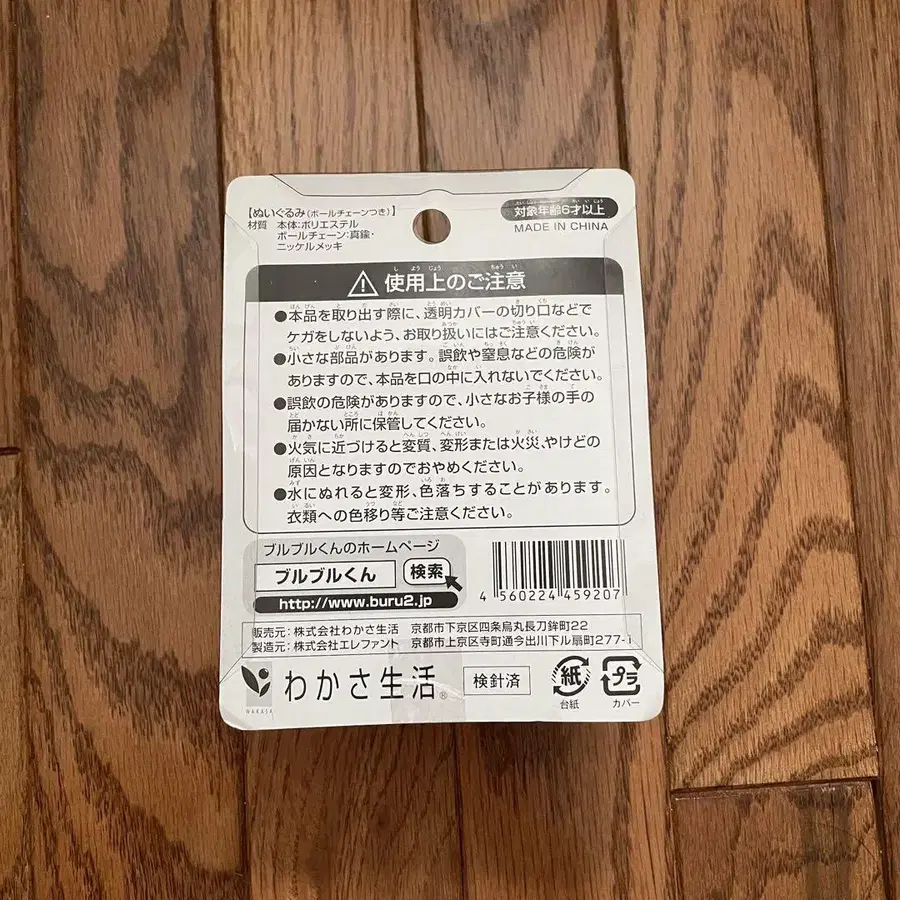 【ぬいぐるみ(ボールチェーンつき)】
材質 本体:ポリエステル
ボールチェーン:真鍮・
ニッケルメッキ
対象年齢6才以上
MADE IN CHINA
使用上のご注意
●本品を取り出す際に、透明カバーの切り口などで
ケガをしないよう、お取り扱いにはご注意ください。
●小さな部品があります。誤飲や窒息などの危険が
ありますので、本品を口の中に入れないでください。
●誤飲の危険がありますので、小さなお子様の手の
届かない所に保管してください。
●火気に近づけると変質、変形または火災、やけどの
原因となりますのでおやめください。
●水にぬれると変形、色落ちすることがあります。
衣類への色移り等ご注意ください。
ブルブルくんのホームページ
ブルブルくん 検索
http://www.buru2.jp
4 560224 459207
販売元:株式会社わかさ生活 京都市下京区四条烏丸長刀鉾町22
製造元:株式会社エレファント 京都市上京区寺町通今出川下ル扇町277-1
WAKASA
わかさ生活®
検針済
紙
台紙
プラ
カバー